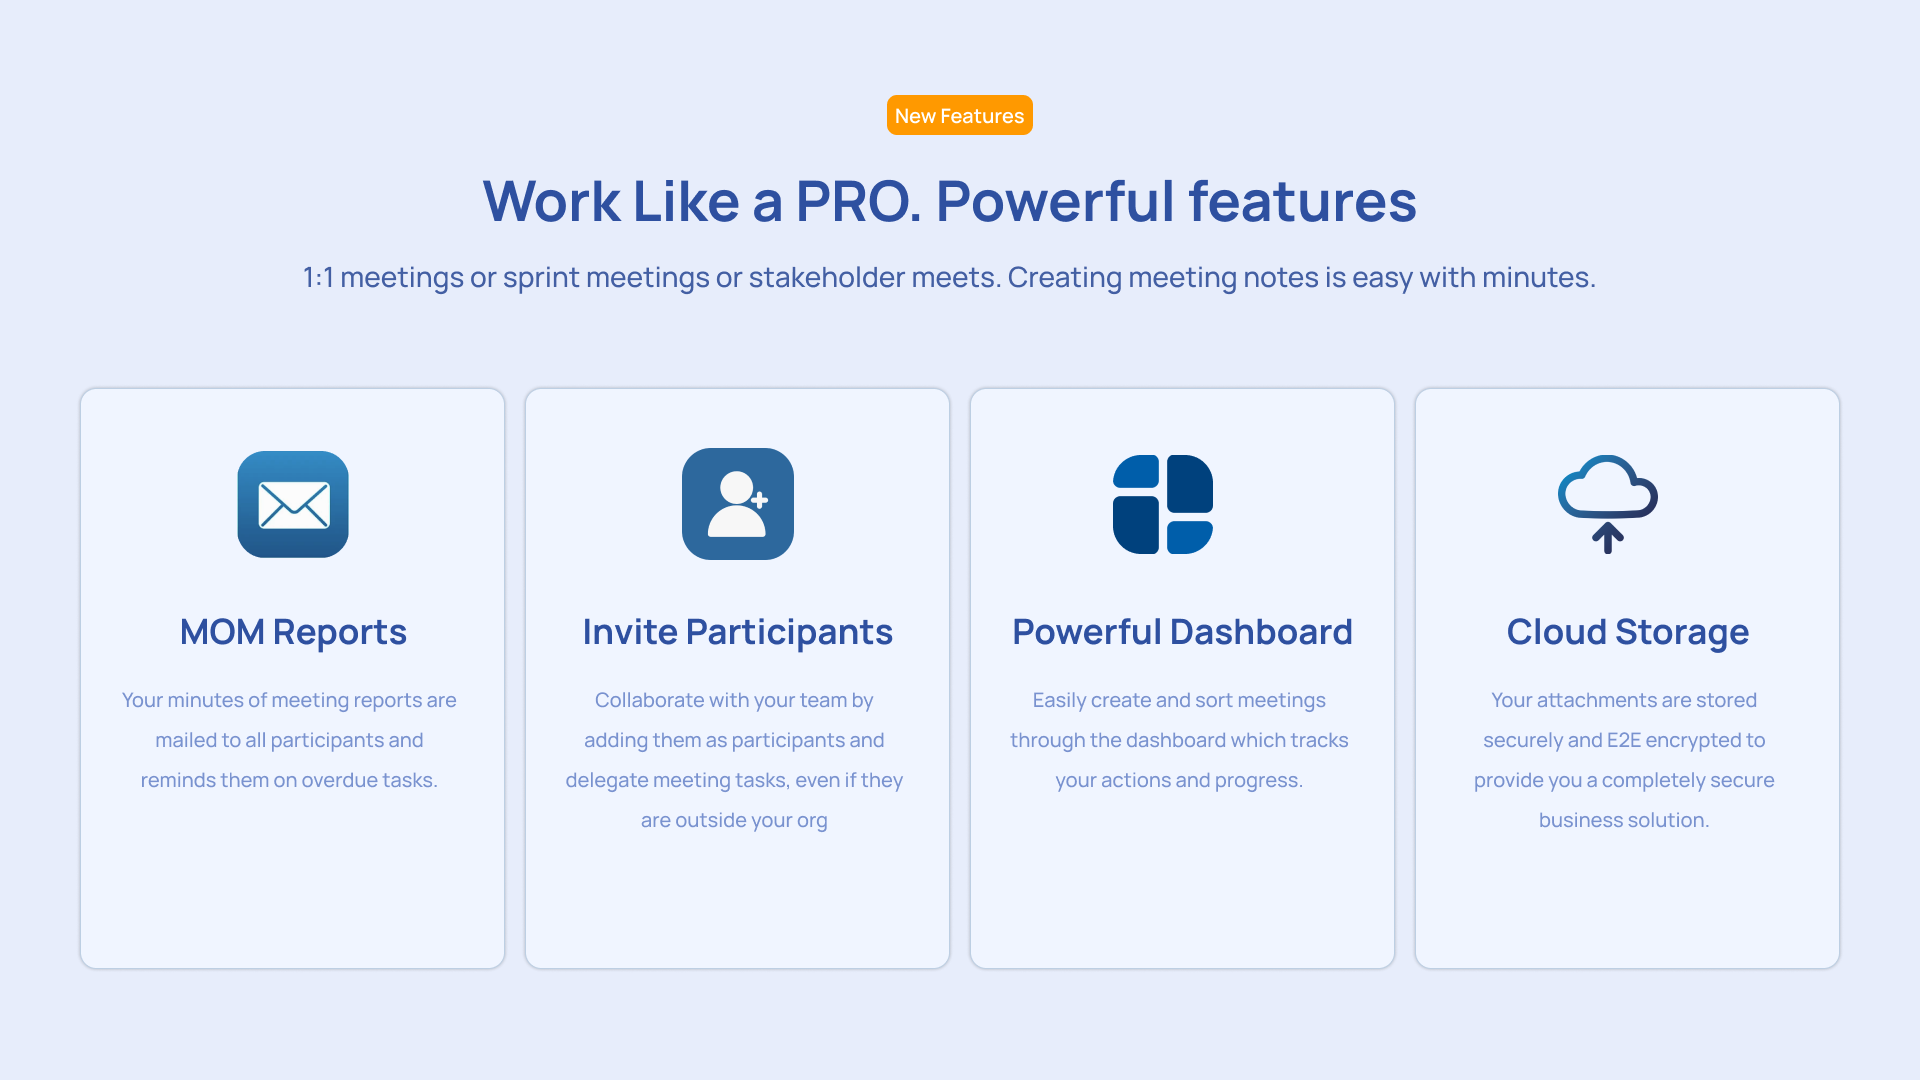 New Features
Work Like a PRO. Powerful features
1:1 meetings or sprint meetings or stakeholder meets. Creating meeting notes is easy with minutes.
MOM Reports
Your minutes of meeting reports are
mailed to all participants and
reminds them on overdue tasks.
Invite Participants
Collaborate with your team by
adding them as participants and
delegate meeting tasks, even if they
are outside your org
Powerful Dashboard
Easily create and sort meetings
through the dashboard which tracks
your actions and progress.
Cloud Storage
Your attachments are stored
securely and E2E encrypted to
provide you a completely secure
business solution.